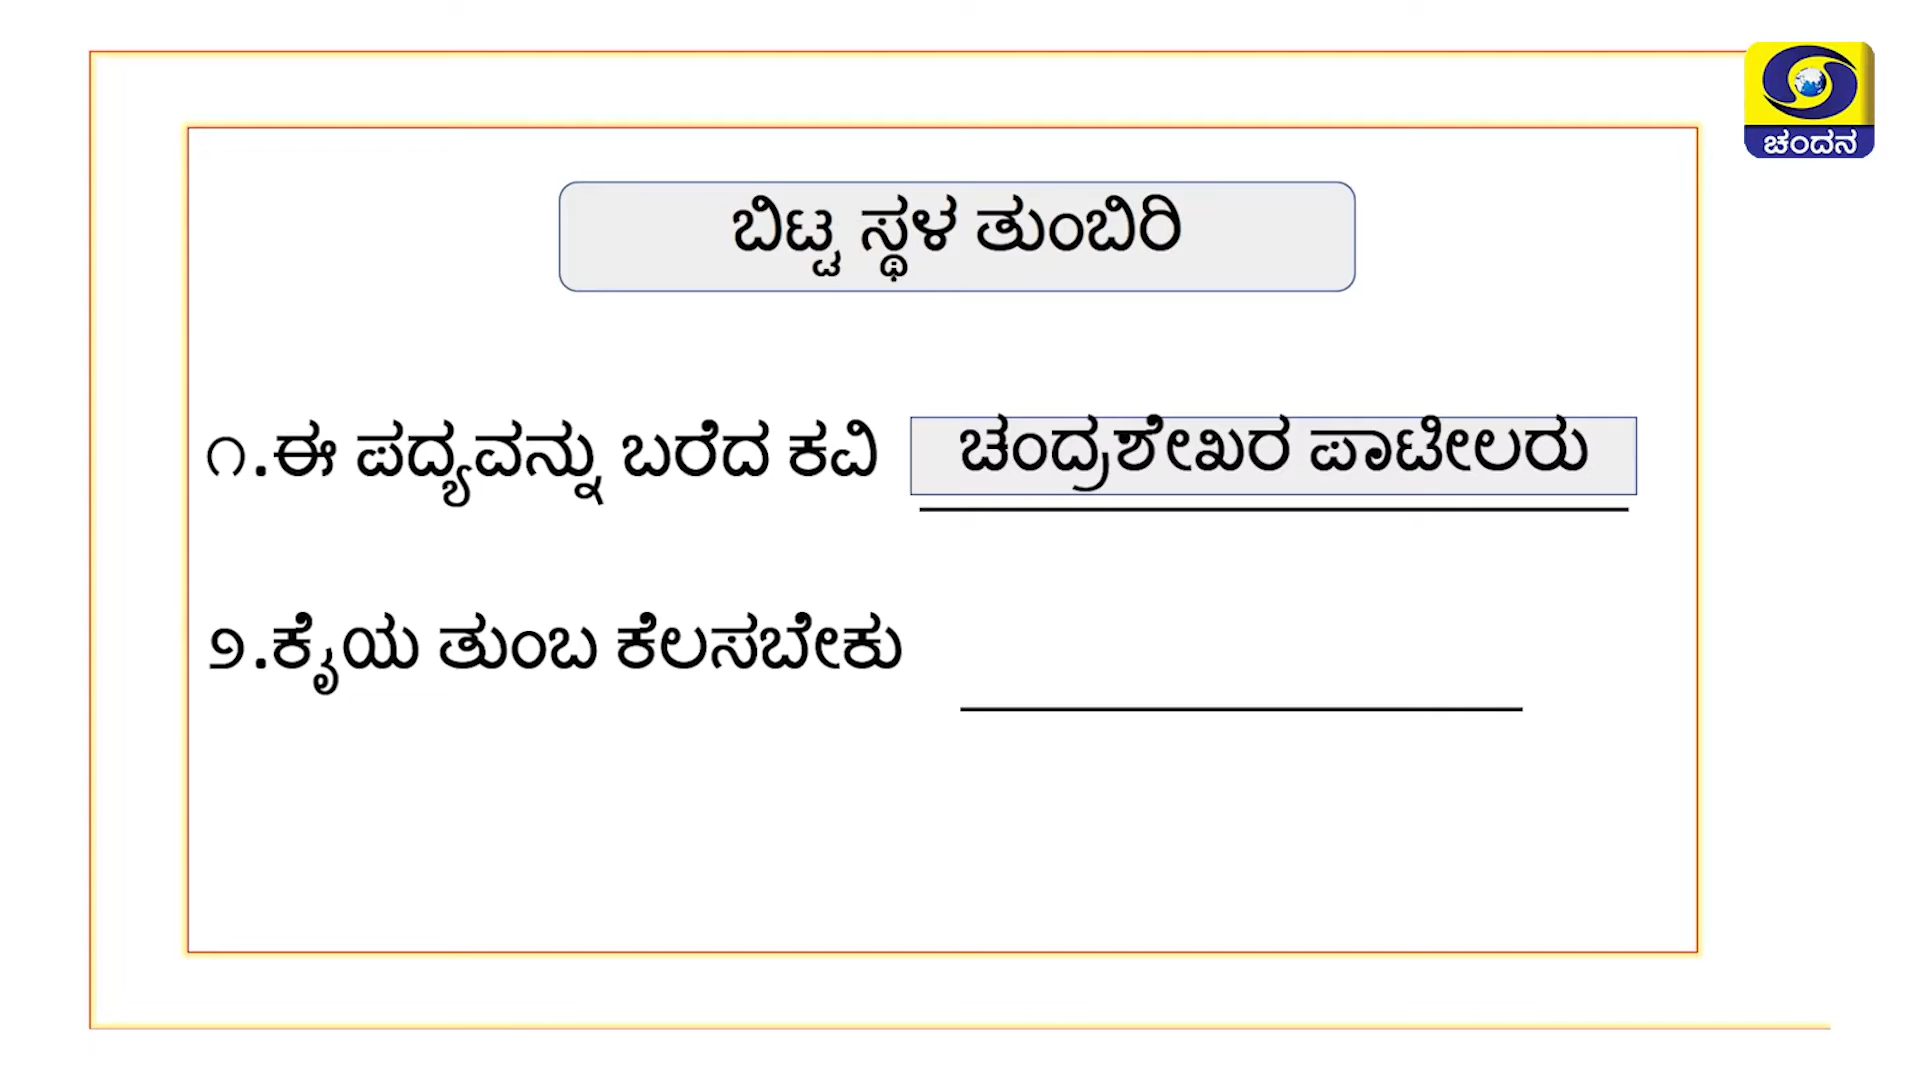 ಚಂದನ
ಬಿಟ್ಟ ಸ್ಥಳ ತುಂಬಿರಿ
೧.ಈ ಪದ್ಯವನ್ನು ಬರೆದ ಕವಿ ಚಂದ್ರಶೇಖರ ಪಾಟೀಲರು
೨.ಕೈಯ ತುಂಬ ಕೆಲಸಬೇಕು